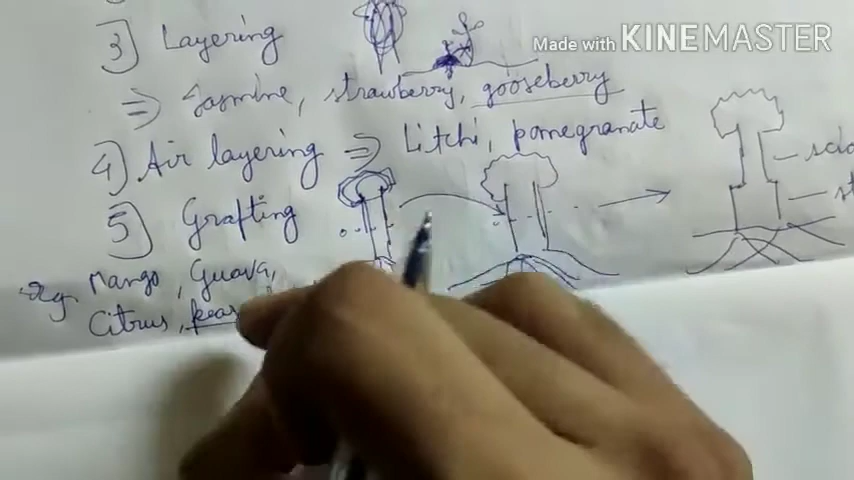 3] Layering
Made with KINEMASTER
⇒ Jasmine, strawberry, gooseberry
4] Air layering ⇒ Litchi, pomegranate
5] Grafting
eg. Mango, Guava,
Citrus,